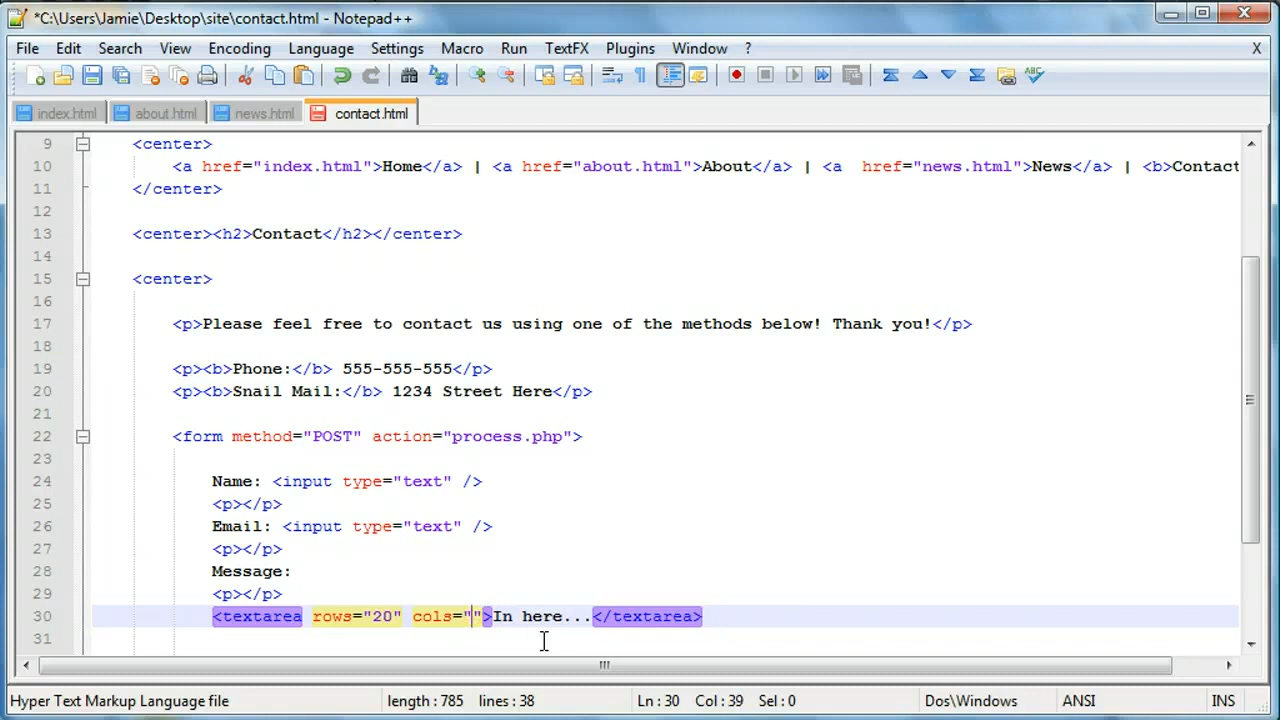 *C:\Users\Jamie\Desktop\site\contact.html - Notepad++
File Edit Search View Encoding Language Settings Macro Run TextFX Plugins Window ? X
index.html about.html news.html contact.html
9 <center>
10 <a href="index.html">Home</a> | <a href="about.html">About</a> | <a  href="news.html">News</a> | <b>Contact
11 </center>
12
13 <center><h2>Contact</h2></center>
14
15 <center>
16
17 <p>Please feel free to contact us using one of the methods below! Thank you!</p>
18
19 <p><b>Phone:</b> 555-555-555</p>
20 <p><b>Snail Mail:</b> 1234 Street Here</p>
21
22 <form method="POST" action="process.php">
23
24 Name: <input type="text" />
25 <p></p>
26 Email: <input type="text" />
27 <p></p>
28 Message:
29 <p></p>
30 <textarea rows="20" cols="">In here...</textarea>
31
Hyper Text Markup Language file length : 785 lines : 38 Ln : 30 Col : 39 Sel : 0 Dos\Windows ANSI INS